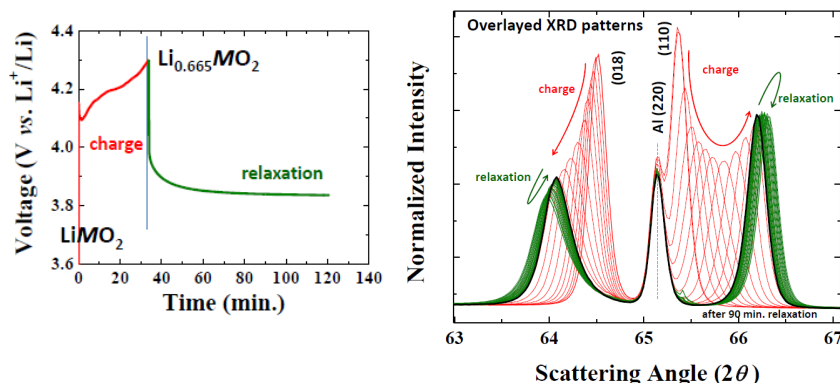 4.4
4.2
4.0
3.8
3.6
Voltage (V vs. Li+/Li)
Li0.665MO2
charge
relaxation
LiMO2
0 20 40 60 80 100 120 140
Time (min.)
Overlayed XRD patterns
(018)
Al (220)
(110)
charge
charge
relaxation
relaxation
after 90 min. relaxation
Normalized Intensity
63 64 65 66 67
Scattering Angle (2θ)